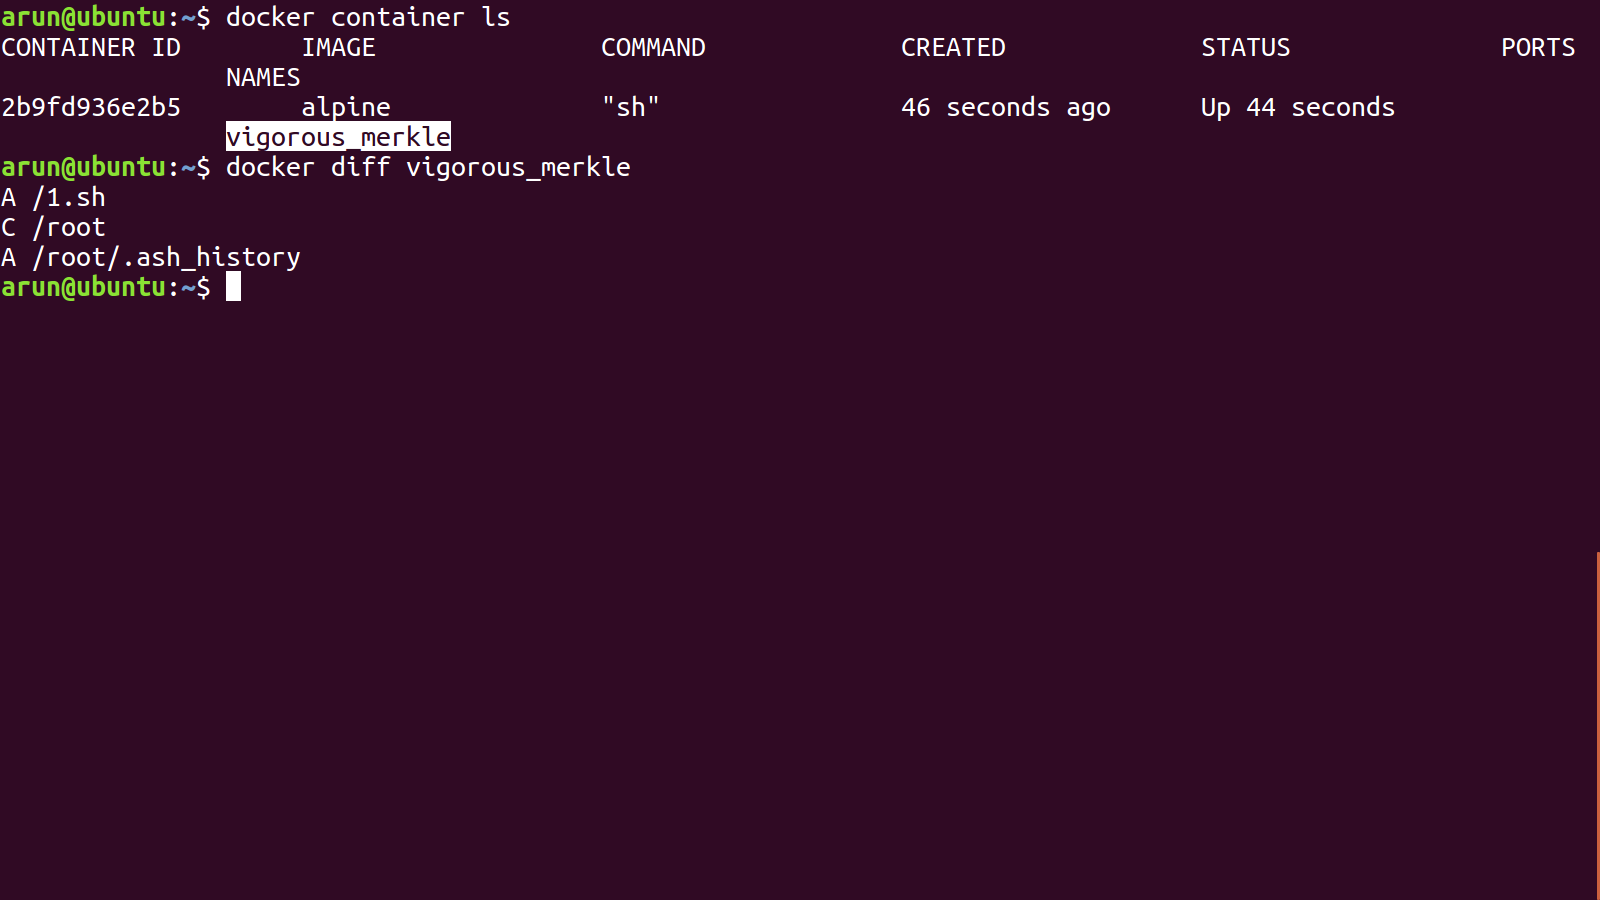 arun@ubuntu:~$ docker container ls
CONTAINER ID        IMAGE               COMMAND             CREATED             STATUS              PORTS
               NAMES
2b9fd936e2b5        alpine              "sh"                46 seconds ago      Up 44 seconds
               vigorous_merkle
arun@ubuntu:~$ docker diff vigorous_merkle
A /1.sh
C /root
A /root/.ash_history
arun@ubuntu:~$